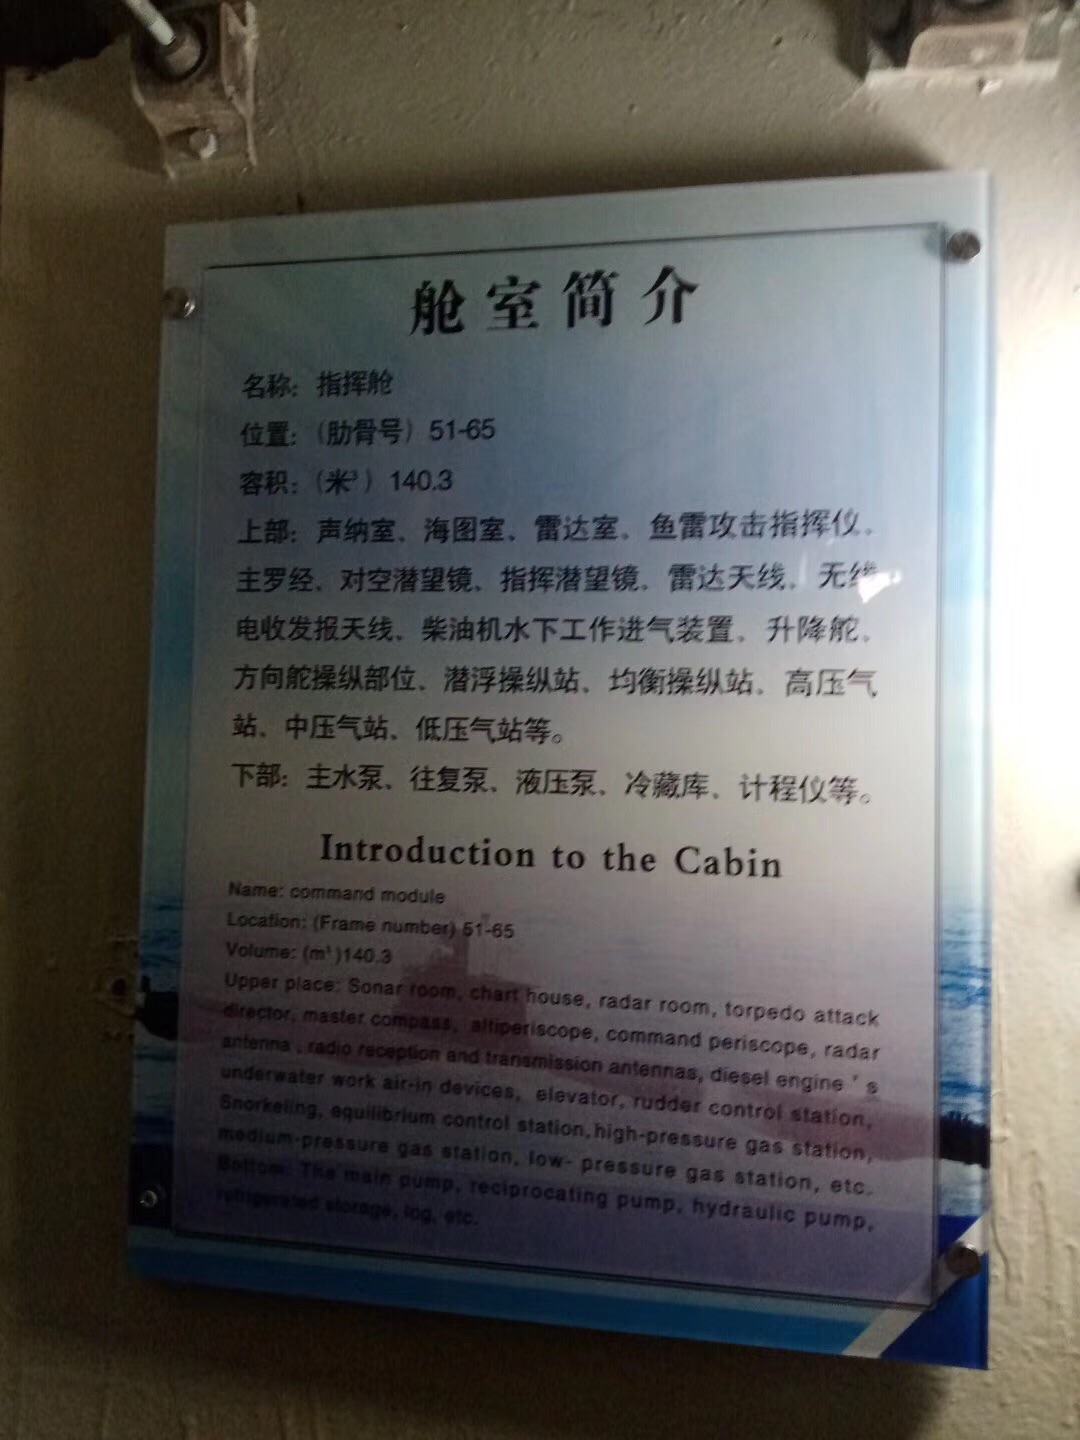 舱室简介
名称：指挥舱
位置：（肋骨号）51-65
容积：（米³）140.3
上部：声纳室、海图室、雷达室、鱼雷攻击指挥仪、
主罗经、对空潜望镜、指挥潜望镜、雷达天线、无线
电收发报天线、柴油机水下工作进气装置、升降舵、
方向舵操纵部位、潜浮操纵站、均衡操纵站、高压气
站、中压气站、低压气站等。
下部：主水泵、往复泵、液压泵、冷藏库、计程仪等。
Introduction to the Cabin
Name: command module
Location: (Frame number) 51-65
Volume: (m³)140.3
Upper place: Sonar room, chart house, radar room, torpedo attack
director, master compass, altiperiscope, command periscope, radar
antenna , radio reception and transmission antennas, diesel engine ' s
underwater work air-in devices, elevator, rudder control station,
Snorkeling, equilibrium control station,high-pressure gas station,
medium-pressure gas station, low- pressure gas station, etc.
Bottom: The main pump, reciprocating pump, hydraulic pump,
refrigerated storage, log, etc.